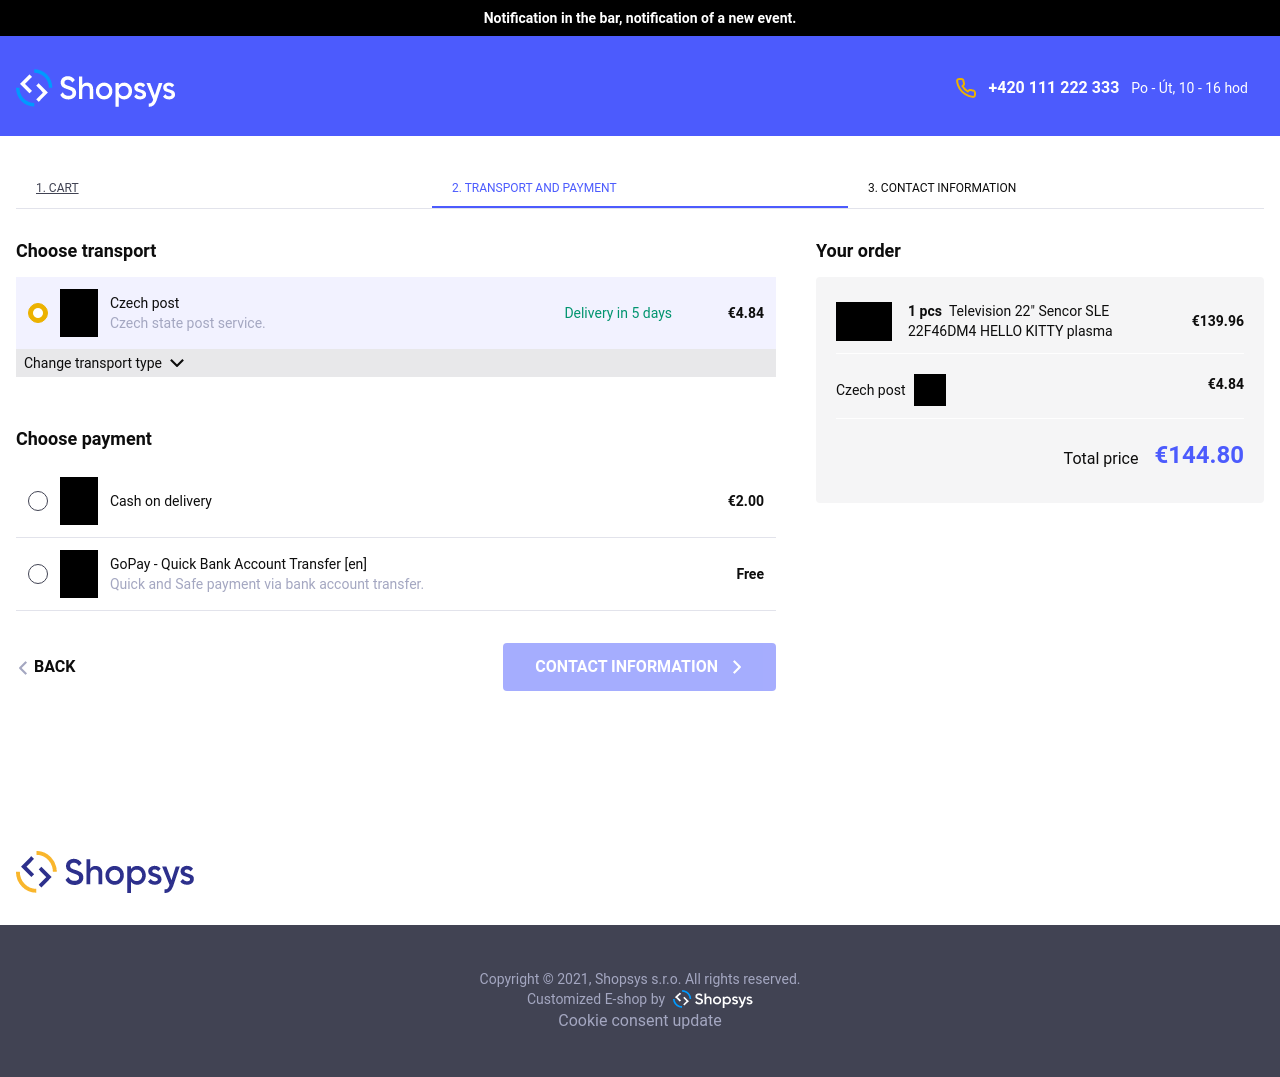 Notification in the bar, notification of a new event.
Shopsys
+420 111 222 333 Po - Út, 10 - 16 hod
1. CART
2. TRANSPORT AND PAYMENT
3. CONTACT INFORMATION
Choose transport
Czech post
Czech state post service.
Delivery in 5 days
€4.84
Change transport type
Choose payment
Cash on delivery
€2.00
GoPay - Quick Bank Account Transfer [en]
Quick and Safe payment via bank account transfer.
Free
BACK
CONTACT INFORMATION
Your order
1 pcs Television 22" Sencor SLE
22F46DM4 HELLO KITTY plasma
€139.96
Czech post
€4.84
Total price €144.80
Shopsys
Copyright © 2021, Shopsys s.r.o. All rights reserved.
Customized E-shop by Shopsys
Cookie consent update